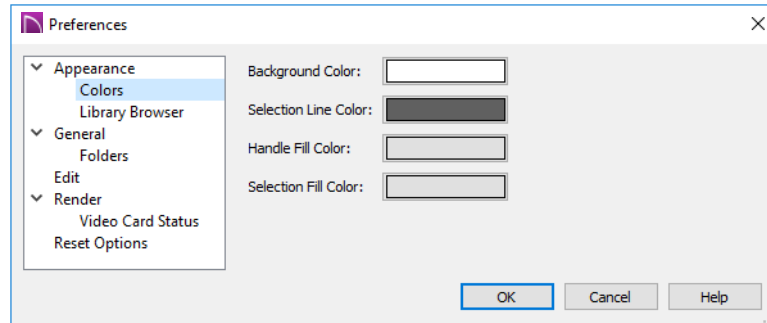 Preferences
Appearance
Colors
Library Browser
General
Folders
Edit
Render
Video Card Status
Reset Options
Background Color:
Selection Line Color:
Handle Fill Color:
Selection Fill Color:
OK Cancel Help